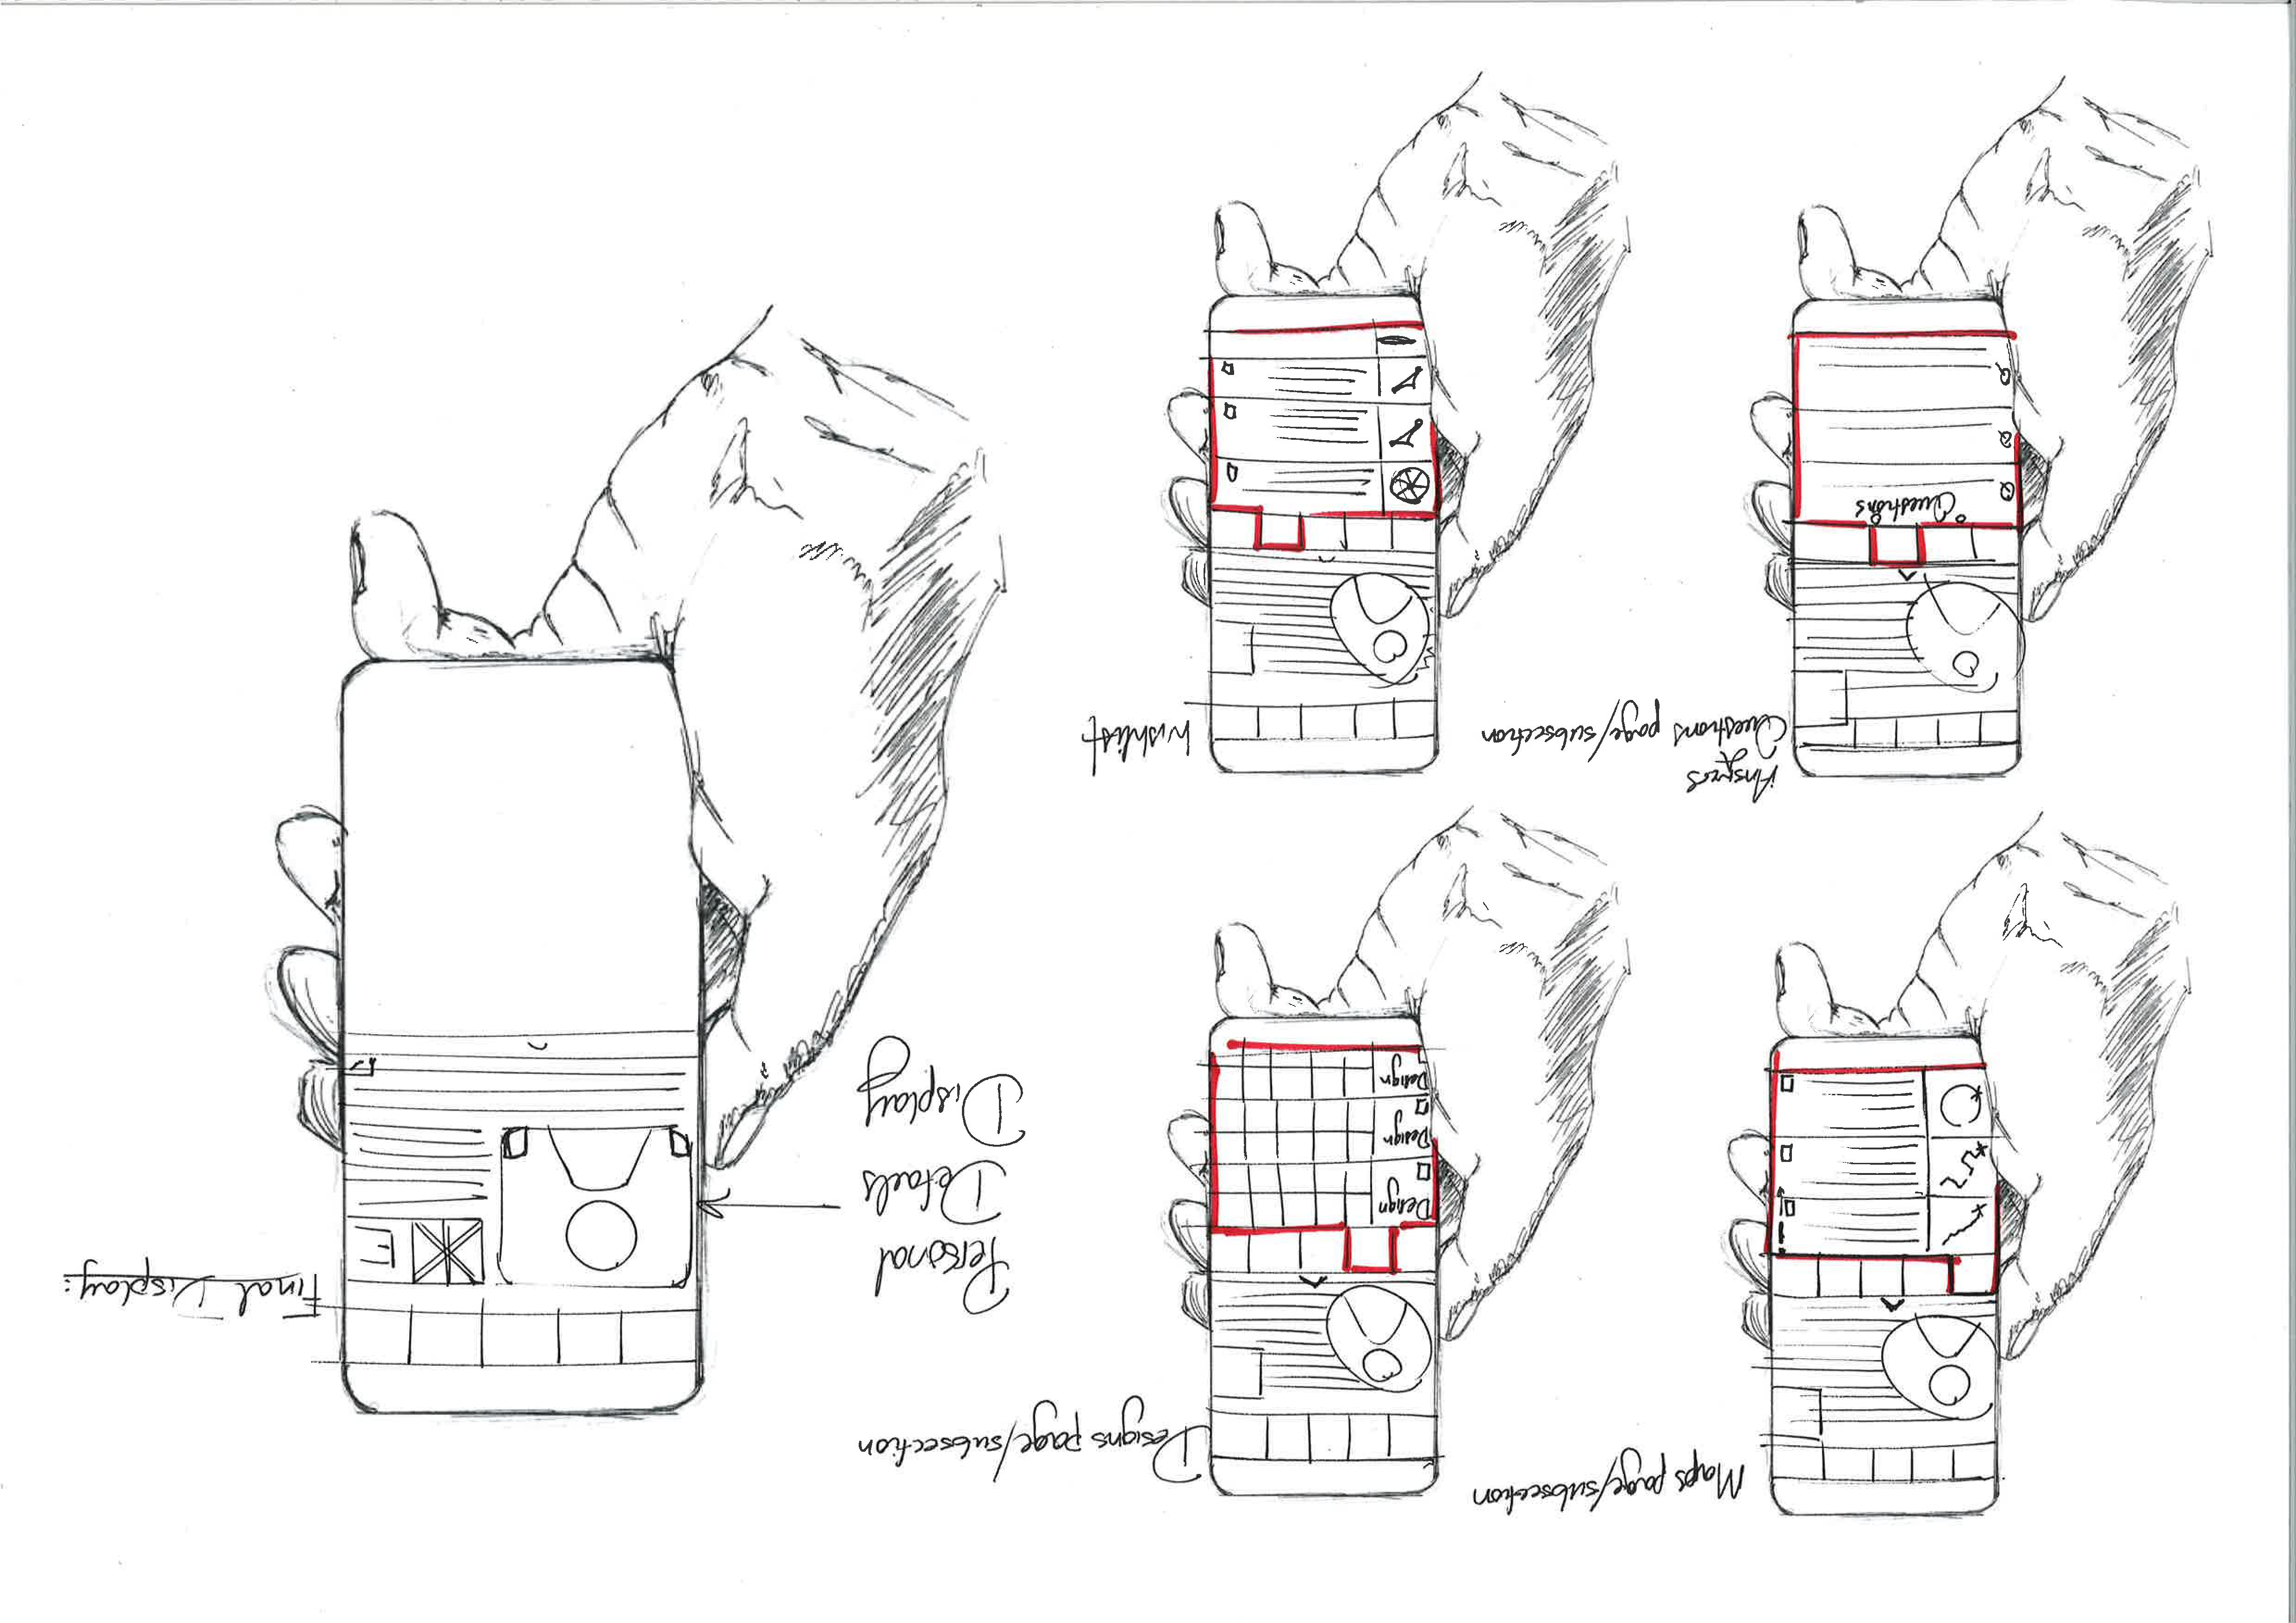 Maps page/subsection
Designs page/subsection
Design
Design
Design
Answers
Questions page/subsection
Questions
Q
Q
Q
Wishlist
Personal
Details
Display
Final Display:
E